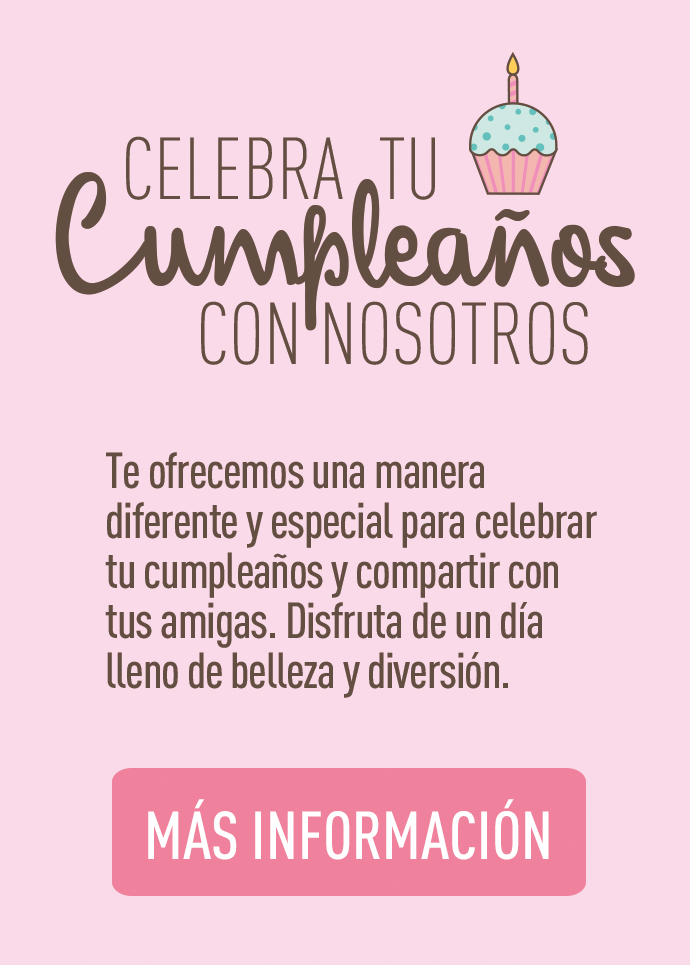 CELEBRA TU
Cumpleaños
CON NOSOTROS
Te ofrecemos una manera
diferente y especial para celebrar
tu cumpleaños y compartir con
tus amigas. Disfruta de un día
lleno de belleza y diversión.
MÁS INFORMACIÓN